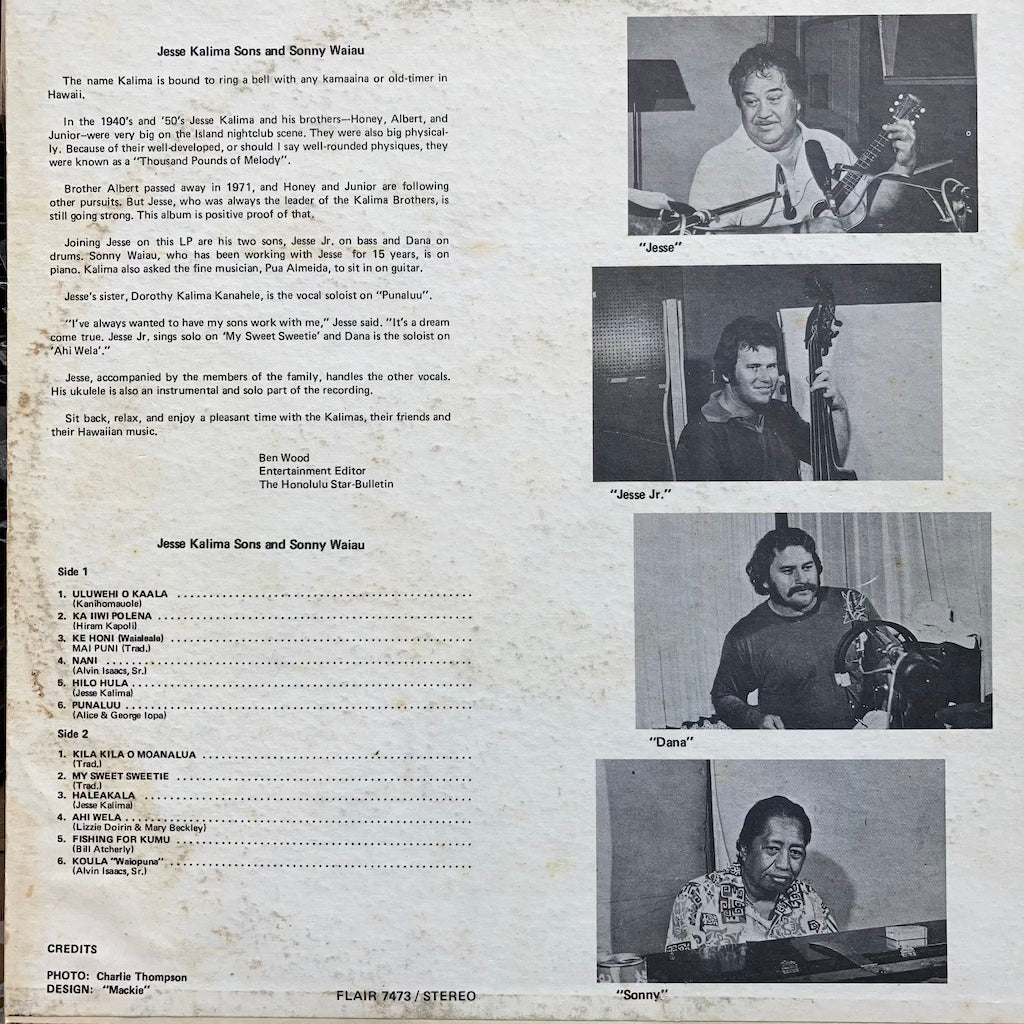 Jesse Kalima Sons and Sonny Waiau
The name Kalima is bound to ring a bell with any kamaaina or old-timer in
Hawaii.
In the 1940's and '50's Jesse Kalima and his brothers—Honey, Albert, and
Junior—were very big on the Island nightclub scene. They were also big physical-
ly. Because of their well-developed, or should I say well-rounded physiques, they
were known as a "Thousand Pounds of Melody".
Brother Albert passed away in 1971, and Honey and Junior are following
other pursuits. But Jesse, who was always the leader of the Kalima Brothers, is
still going strong. This album is positive proof of that.
Joining Jesse on this LP are his two sons, Jesse Jr. on bass and Dana on
drums. Sonny Waiau, who has been working with Jesse for 15 years, is on
piano. Kalima also asked the fine musician, Pua Almeida, to sit in on guitar.
Jesse's sister, Dorothy Kalima Kanahele, is the vocal soloist on "Punaluu".
"I've always wanted to have my sons work with me," Jesse said. "It's a dream
come true. Jesse Jr. sings solo on 'My Sweet Sweetie' and Dana is the soloist on
'Ahi Wela'."
Jesse, accompanied by the members of the family, handles the other vocals.
His ukulele is also an instrumental and solo part of the recording.
Sit back, relax, and enjoy a pleasant time with the Kalimas, their friends and
their Hawaiian music.
Ben Wood
Entertainment Editor
The Honolulu Star-Bulletin
Jesse Kalima Sons and Sonny Waiau
Side 1
1. ULUWEHI O KAALA
(Kanihomauole)
2. KA IIWI POLENA
(Hiram Kapoli)
3. KE HONI (Waialeale)
MAI PUNI (Trad.)
4. NANI
(Alvin Isaacs, Sr.)
5. HILO HULA
(Jesse Kalima)
6. PUNALUU
(Alice & George Iopa)
Side 2
1. KILA KILA O MOANALUA
(Trad.)
2. MY SWEET SWEETIE
(Trad.)
3. HALEAKALA
(Jesse Kalima)
4. AHI WELA
(Lizzie Doirin & Mary Beckley)
5. FISHING FOR KUMU
(Bill Atcherly)
6. KOULA "Waiopuna"
(Alvin Isaacs, Sr.)
CREDITS
PHOTO: Charlie Thompson
DESIGN: "Mackie"
FLAIR 7473 / STEREO
"Jesse"
"Jesse Jr."
"Dana"
"Sonny"